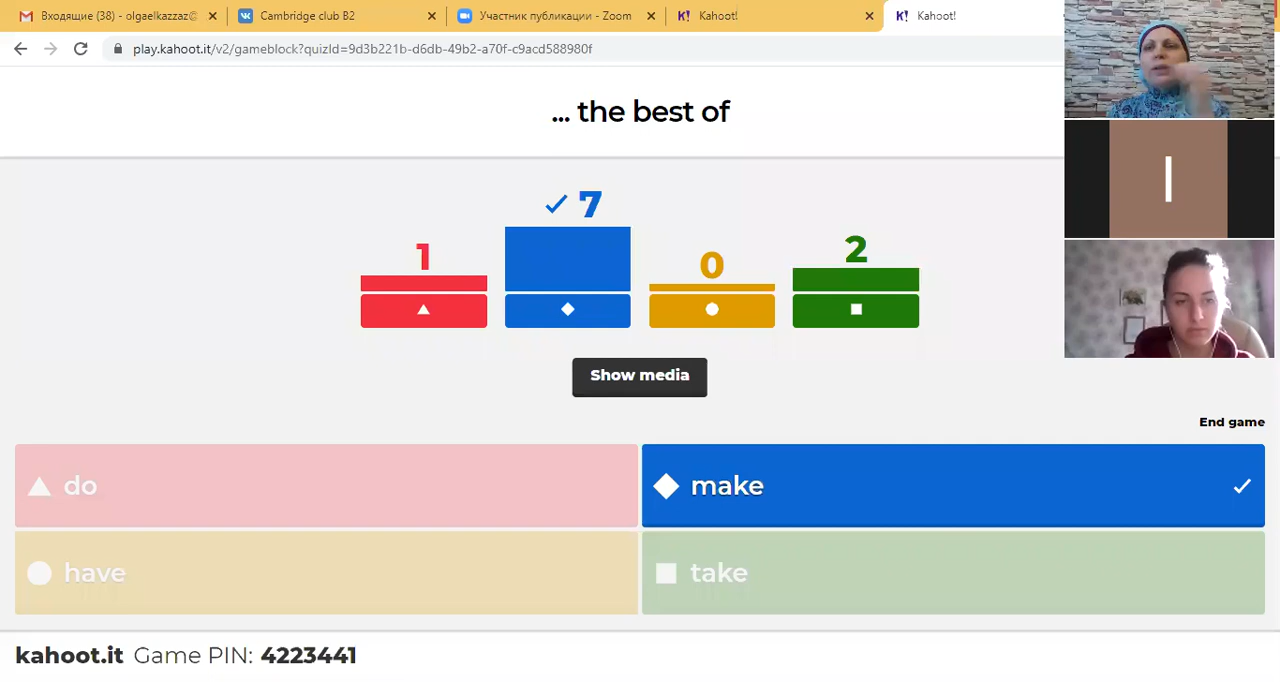 Входящие (38) - olgaelkazzaz@
Cambridge club B2
Участник публикации - Zoom
Kahoot!
Kahoot!
play.kahoot.it/v2/gameblock?quizId=9d3b221b-d6db-49b2-a70f-c9acd588980f
... the best of
1
7
0
2
Show media
End game
do
make
have
take
kahoot.it Game PIN: 4223441
I